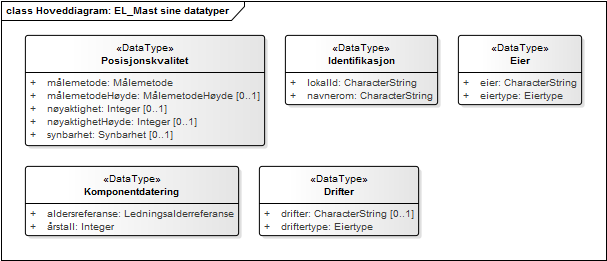 class Hoveddiagram: EL_Mast sine datatyper
«DataType»
Posisjonskvalitet
+ målemetode: Målemetode
+ målemetodeHøyde: MålemetodeHøyde [0..1]
+ nøyaktighet: Integer [0..1]
+ nøyaktighetHøyde: Integer [0..1]
+ synbarhet: Synbarhet [0..1]
«DataType»
Identifikasjon
+ lokalId: CharacterString
+ navnerom: CharacterString
«DataType»
Eier
+ eier: CharacterString
+ eiertype: Eiertype
«DataType»
Komponentdatering
+ aldersreferanse: Ledningsalderreferanse
+ årstall: Integer
«DataType»
Drifter
+ drifter: CharacterString [0..1]
+ driftertype: Eiertype